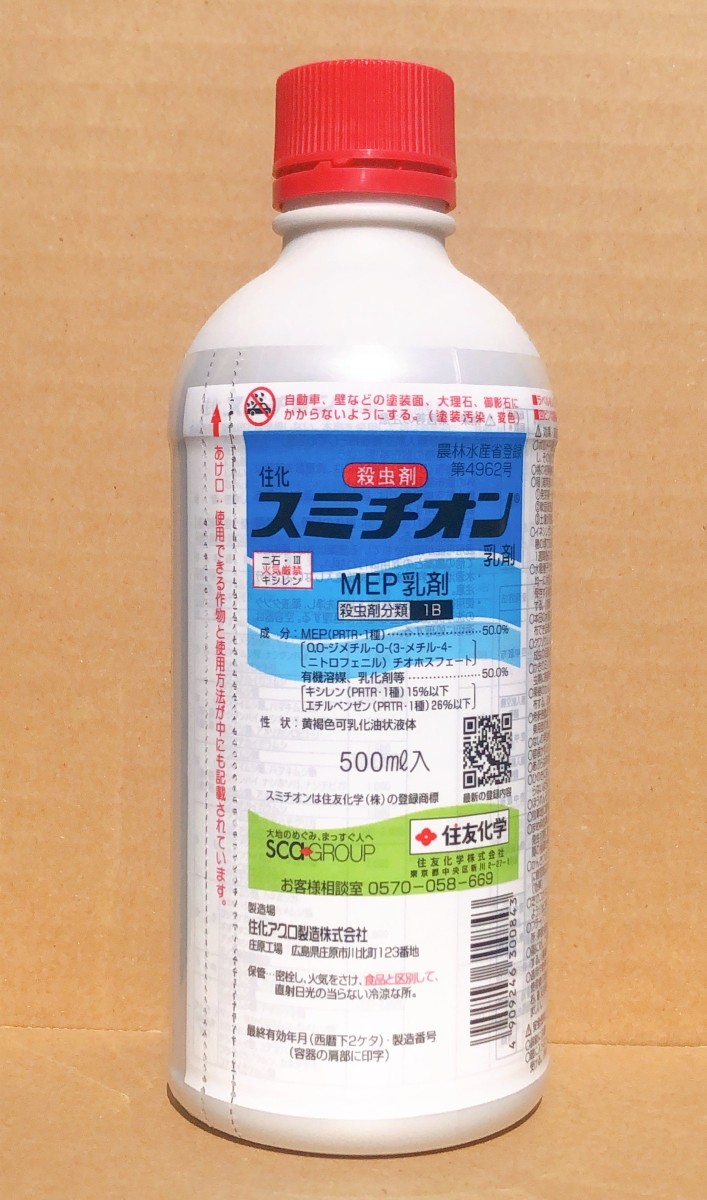 自動車、壁などの塗装面、大理石、御影石に
かからないようにする。(塗装汚染・変色)
あけ口:使用できる作物と使用方法が中にも記載されています。
農林水産省登録
第4962号
住化
殺虫剤
スミチオン®
乳剤
二石・Ⅲ
火気厳禁
キシレン
MEP乳剤
殺虫剤分類 1B
成 分:MEP(PRTR・1種)‥‥‥‥‥‥50.0%
O,O-ジメチル-O-(3-メチル-4-
ニトロフェニル) チオホスフェート
有機溶媒、乳化剤等‥‥‥‥‥‥50.0%
キシレン(PRTR・1種)15%以下
エチルベンゼン(PRTR・1種)26%以下
性 状:黄褐色可乳化油状液体
500ml入
最新の登録内容
スミチオンは住友化学(株)の登録商標
大地のめぐみ、まっすぐ人へ
SCA GROUP
住友化学
住友化学株式会社
東京都中央区新川2-27-1
お客様相談室 0570-058-669
製造場
住化アグロ製造株式会社
庄原工場 広島県庄原市川北町123番地
保管…密栓し、火気をさけ、食品と区別して、
直射日光の当らない冷涼な所。
最終有効年月(西暦下2ケタ)・製造番号
(容器の肩部に印字)
4909246300843